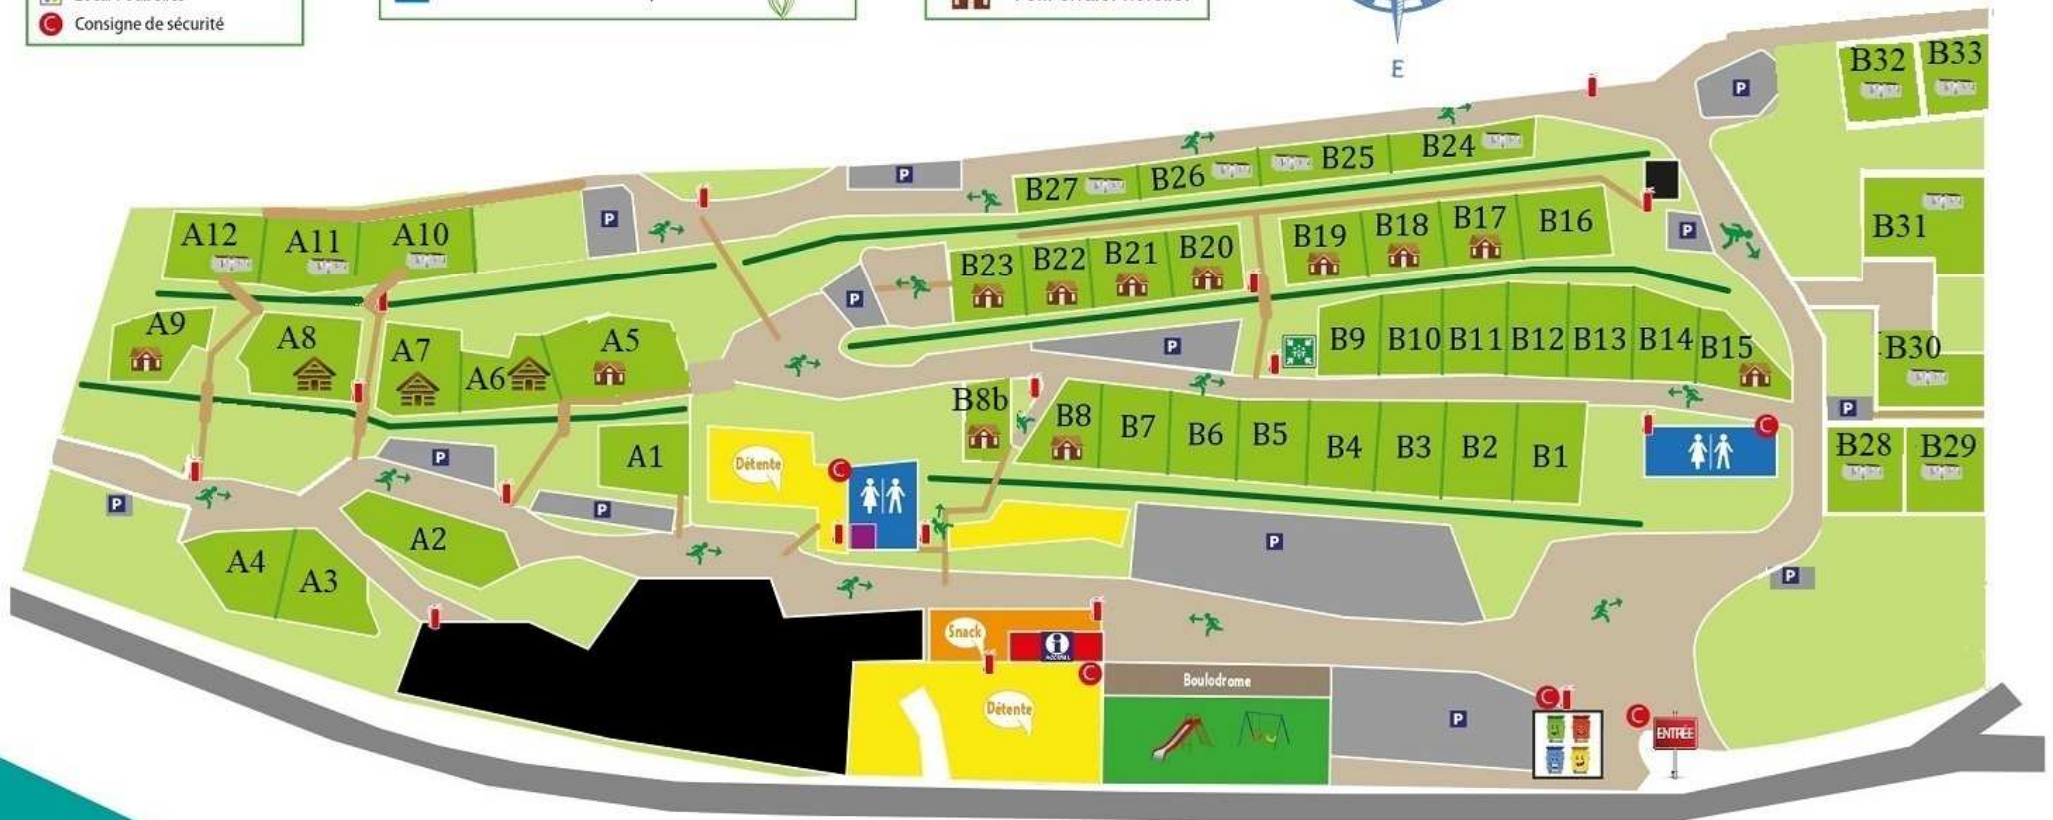 Consigne de sécurité
E
B32
B33
P
B24
B25
B26
B27
P
B31
A12
A11
A10
P
B19
B18
B17
B16
P
B23
B22
B21
B20
P
A9
A8
A7
A6
A5
P
B9
B10
B11
B12
B13
B14
B15
B30
P
B8b
B8
B7
B6
B5
B4
B3
B2
B1
C
B28
B29
A1
P
Détente
C
P
P
A2
A4
A3
P
P
Snack
i
ACCUEIL
C
Boulodrome
Détente
P
C
C
ENTRÉE